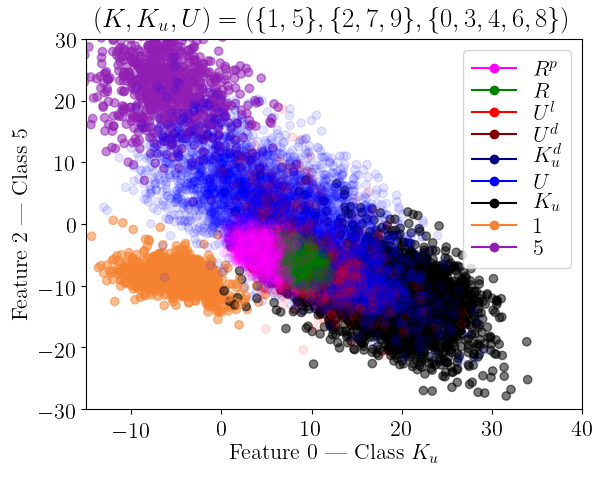 (K, K_u, U) = ({1, 5}, {2, 7, 9}, {0, 3, 4, 6, 8})
30
20
10
0
−10
−20
−30
Feature 2 — Class 5
R^p
R
U^l
U^d
K_u^d
U
K_u
1
5
−10
0
10
20
30
40
Feature 0 — Class K_u